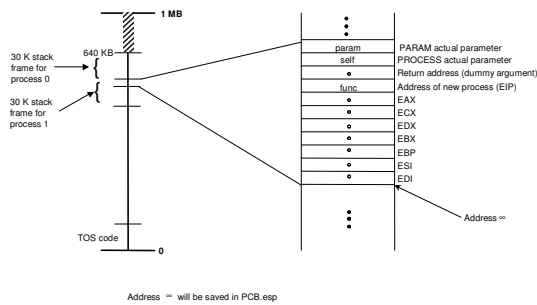 1 MB
640 KB
30 K stack
frame for
process 0
30 K stack
frame for
process 1
TOS code
0
param
PARAM actual parameter
self
PROCESS actual parameter
Return address (dummy argument)
func
Address of new process (EIP)
EAX
ECX
EDX
EBX
EBP
ESI
EDI
Address ∞
Address ∞ will be saved in PCB.esp